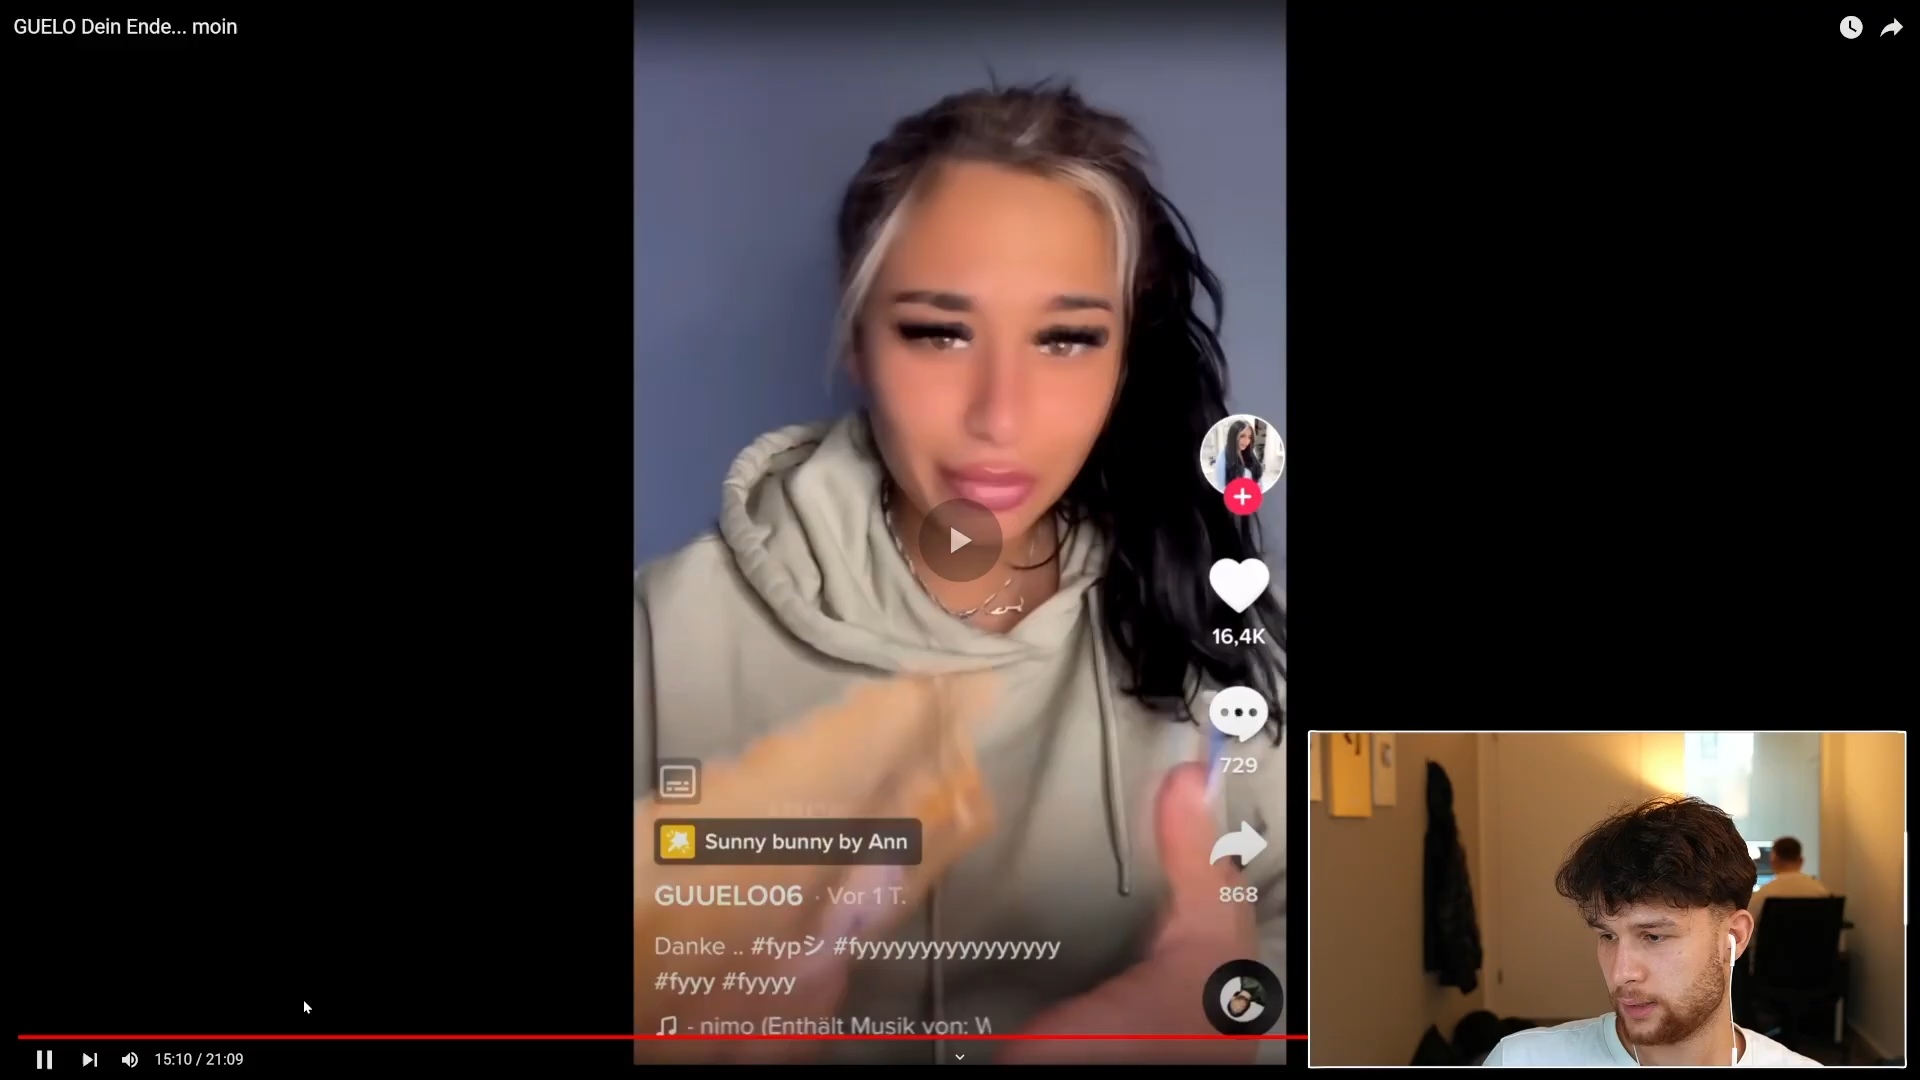 GUELO Dein Ende... moin
16,4K
729
Sunny bunny by Ann
868
GUUELO06 · Vor 1 T.
Danke .. #fypシ #fyyyyyyyyyyyyyyyy
#fyyy #fyyyy
- nimo (Enthält Musik von: W
15:10 / 21:09